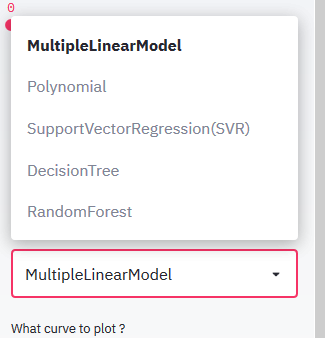 0
MultipleLinearModel
Polynomial
SupportVectorRegression(SVR)
DecisionTree
RandomForest
MultipleLinearModel
What curve to plot ?